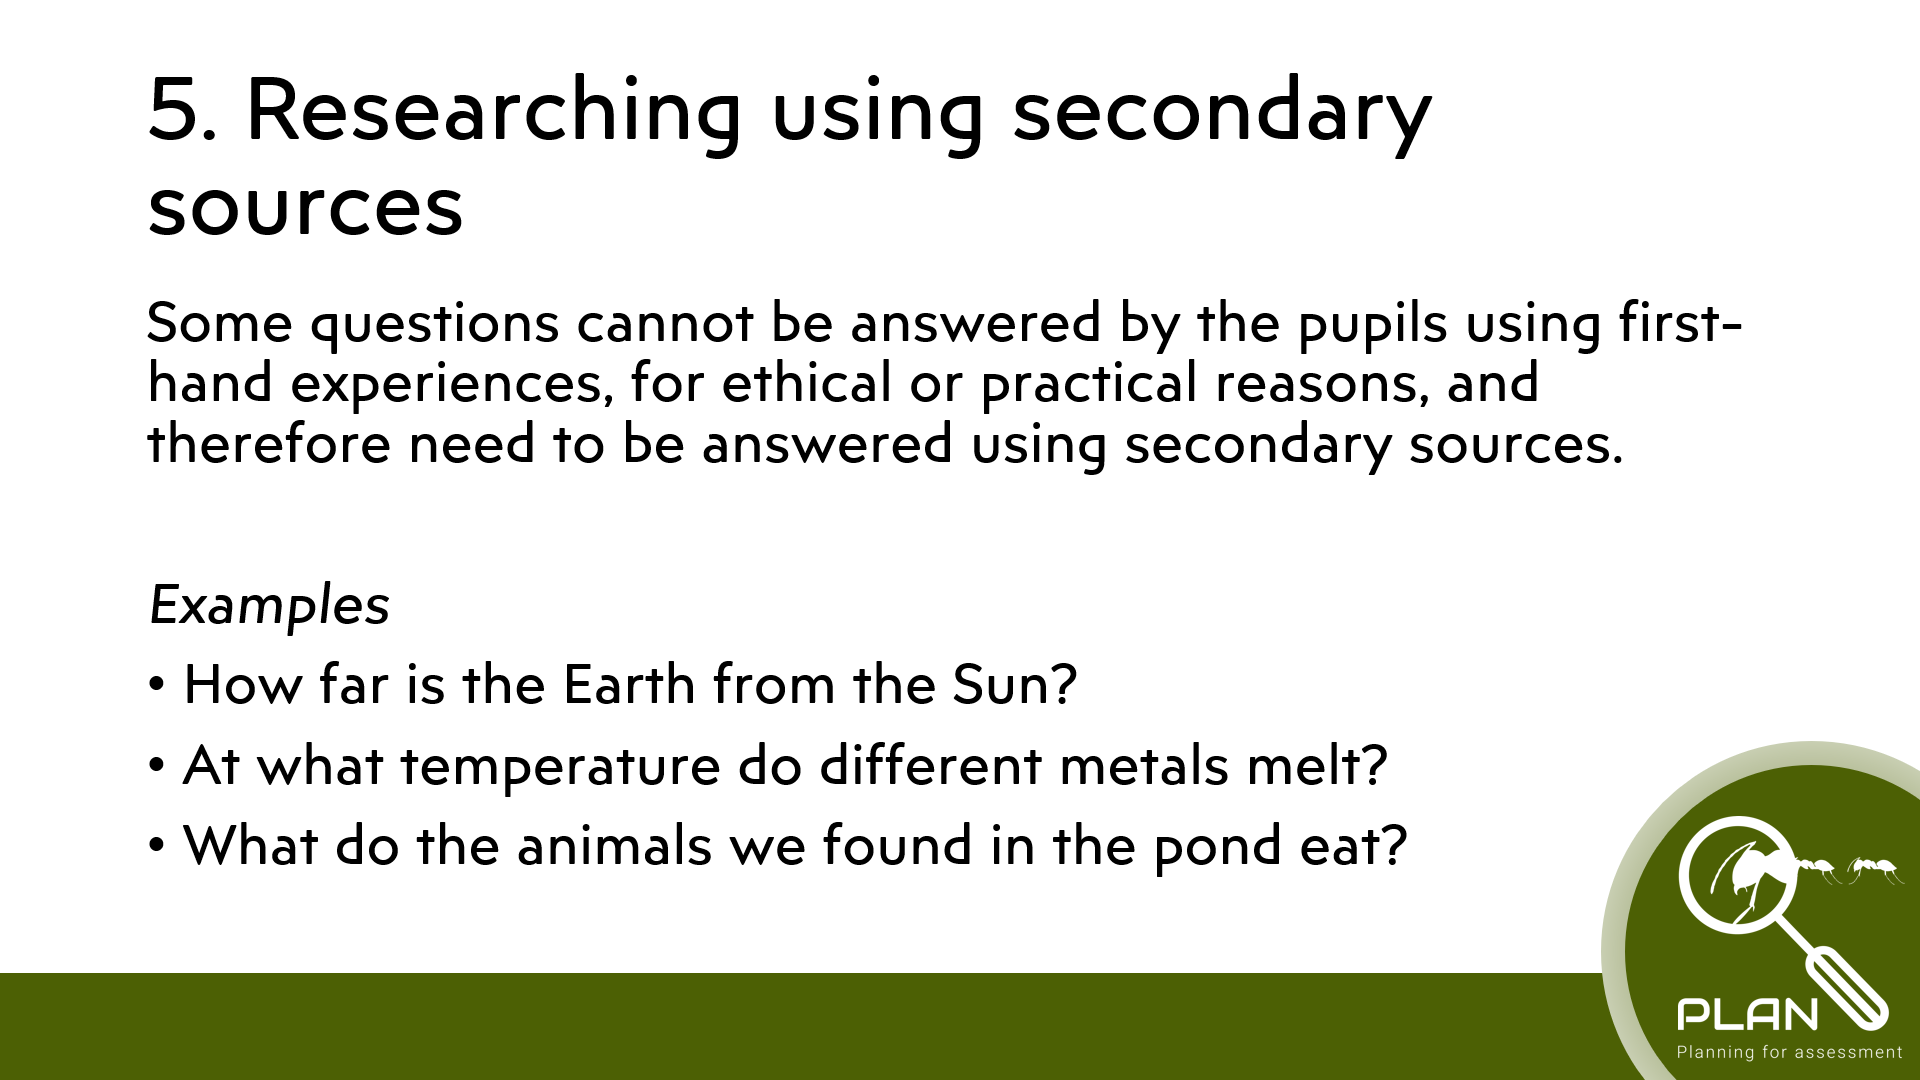 5. Researching using secondary
sources
Some questions cannot be answered by the pupils using first-
hand experiences, for ethical or practical reasons, and
therefore need to be answered using secondary sources.
Examples
• How far is the Earth from the Sun?
• At what temperature do different metals melt?
• What do the animals we found in the pond eat?
PLAN
Planning for assessment